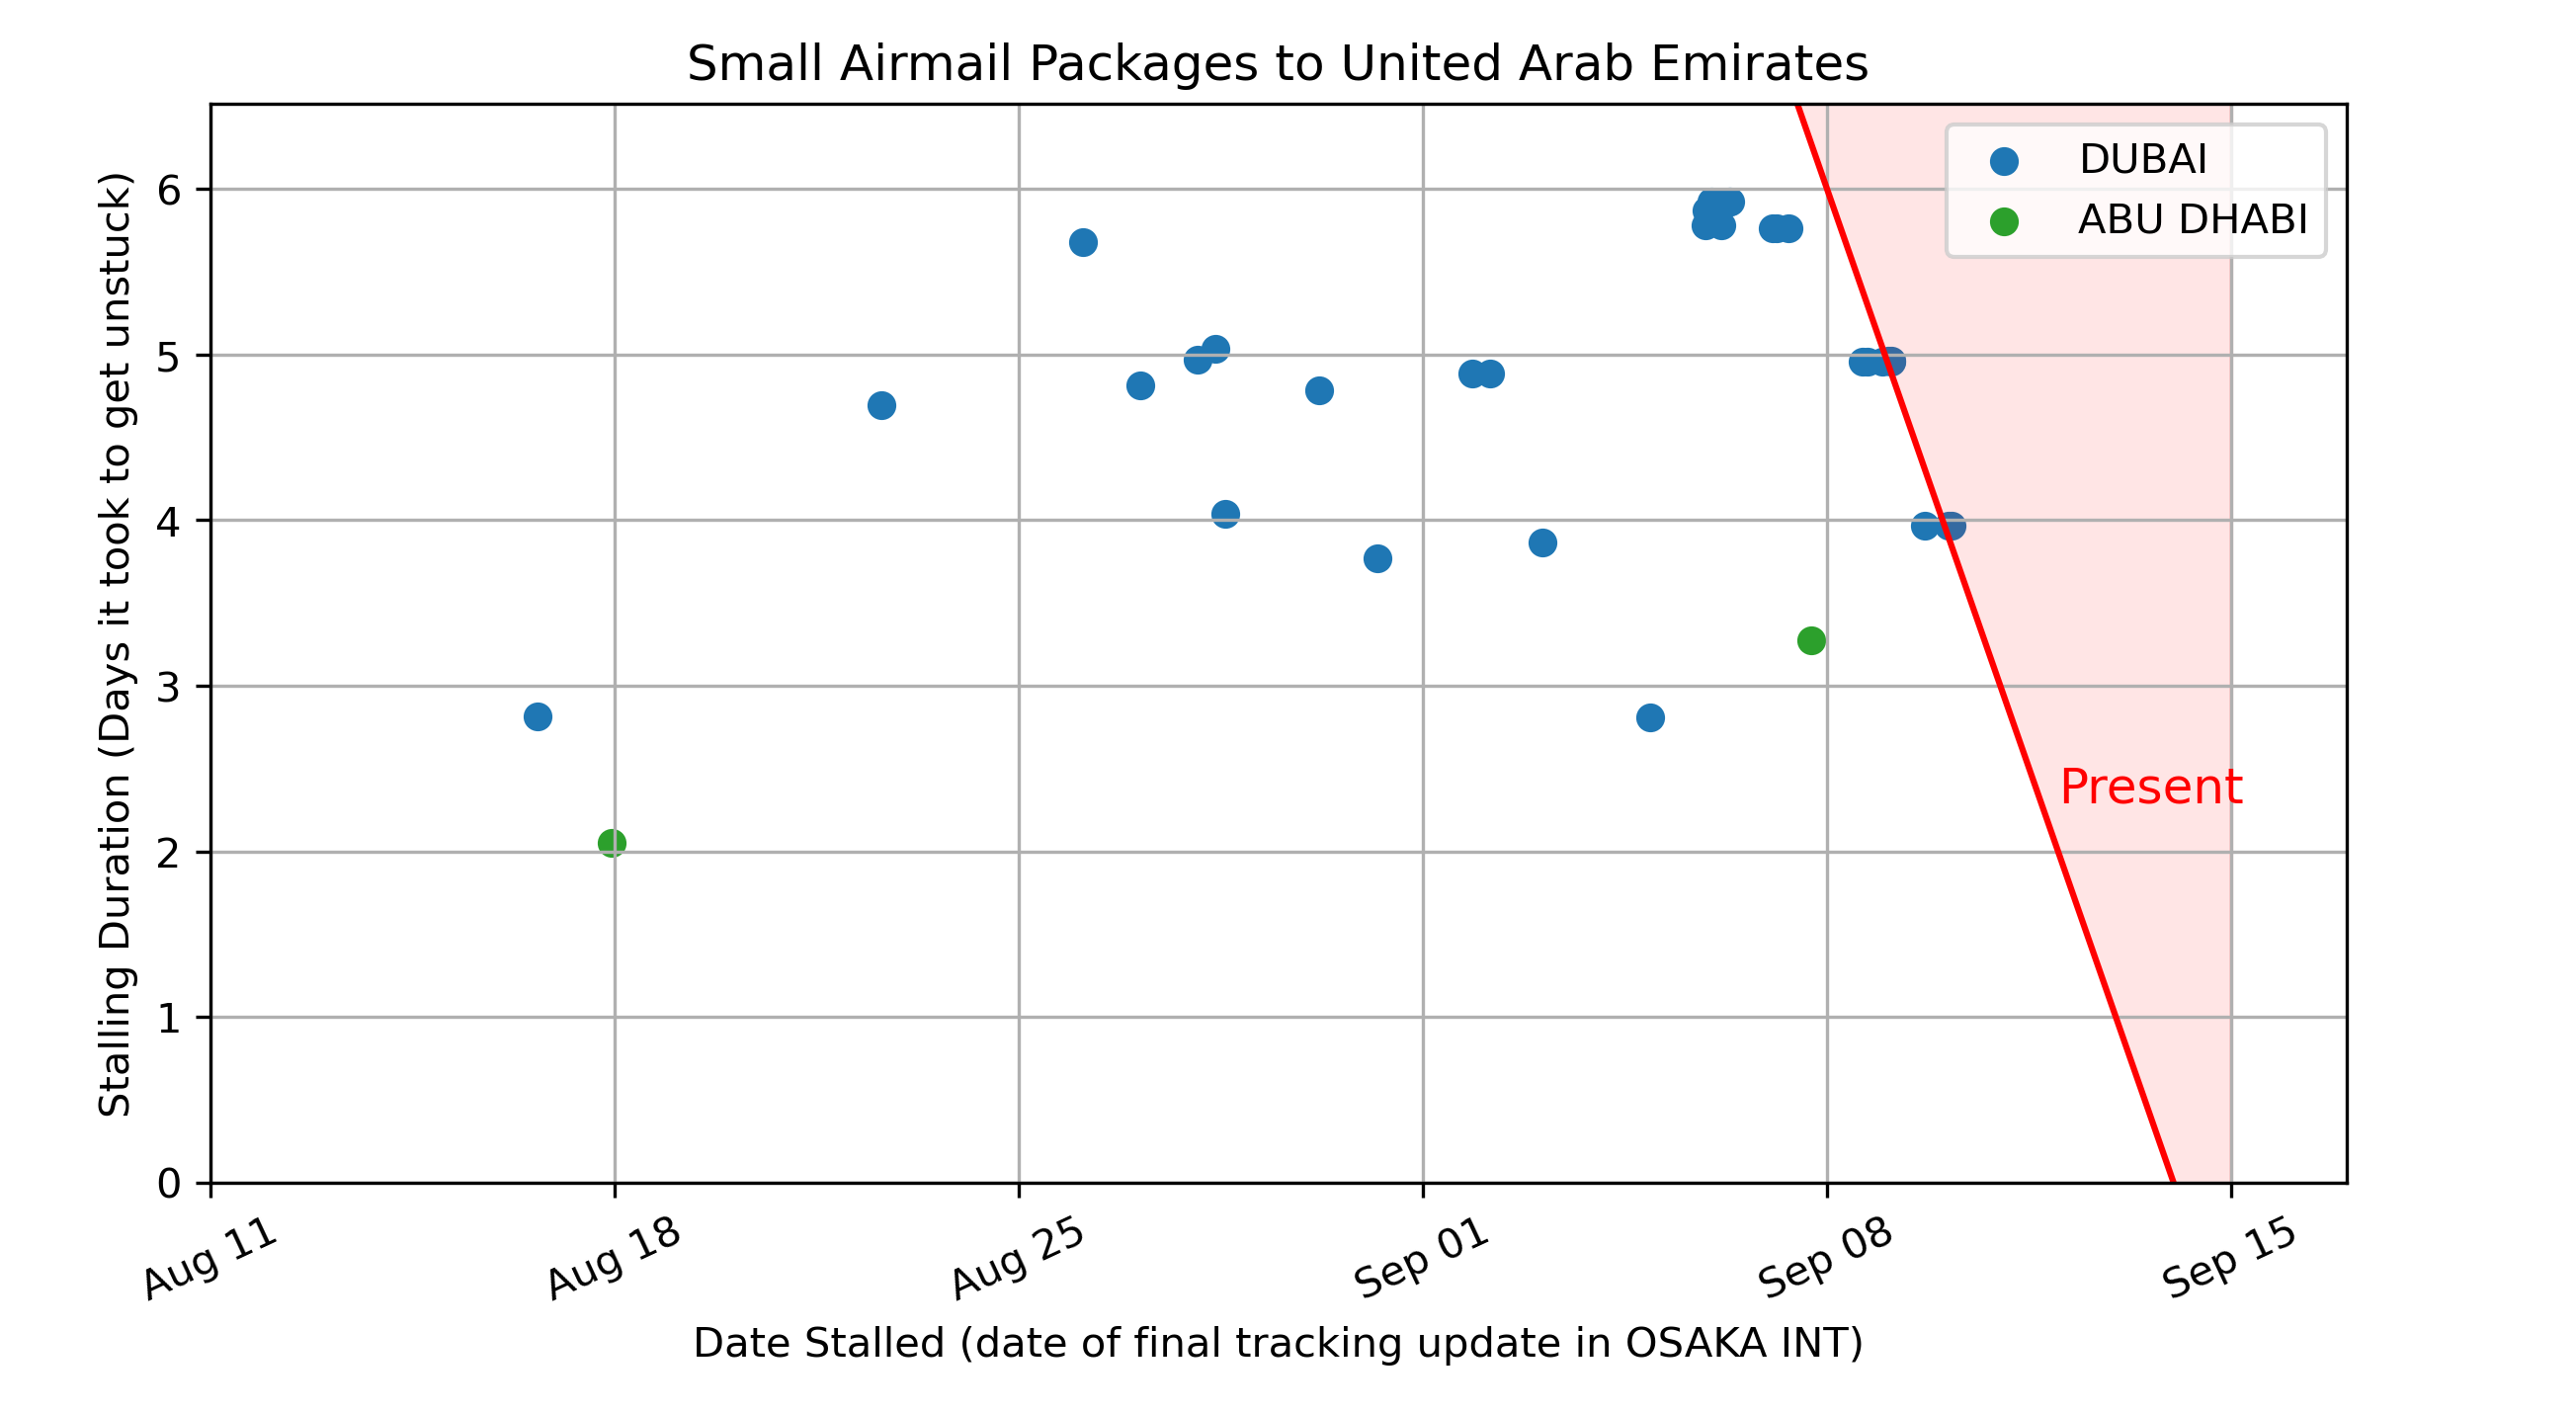 Small Airmail Packages to United Arab Emirates
DUBAI
ABU DHABI
Present
Stalling Duration (Days it took to get unstuck)
6
5
4
3
2
1
0
Aug 11
Aug 18
Aug 25
Sep 01
Sep 08
Sep 15
Date Stalled (date of final tracking update in OSAKA INT)